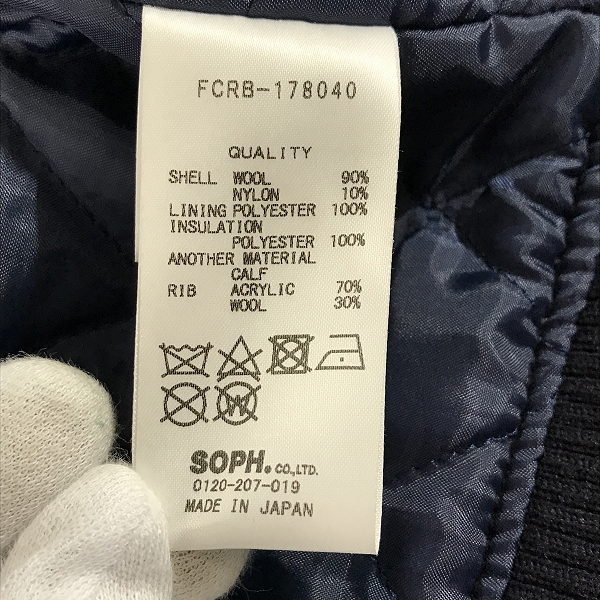 FCRB-178040
QUALITY
SHELL WOOL 90%
NYLON 10%
LINING POLYESTER 100%
INSULATION
POLYESTER 100%
ANOTHER MATERIAL
CALF
RIB ACRYLIC 70%
WOOL 30%
W
SOPH. CO.,LTD.
0120-207-019
MADE IN JAPAN